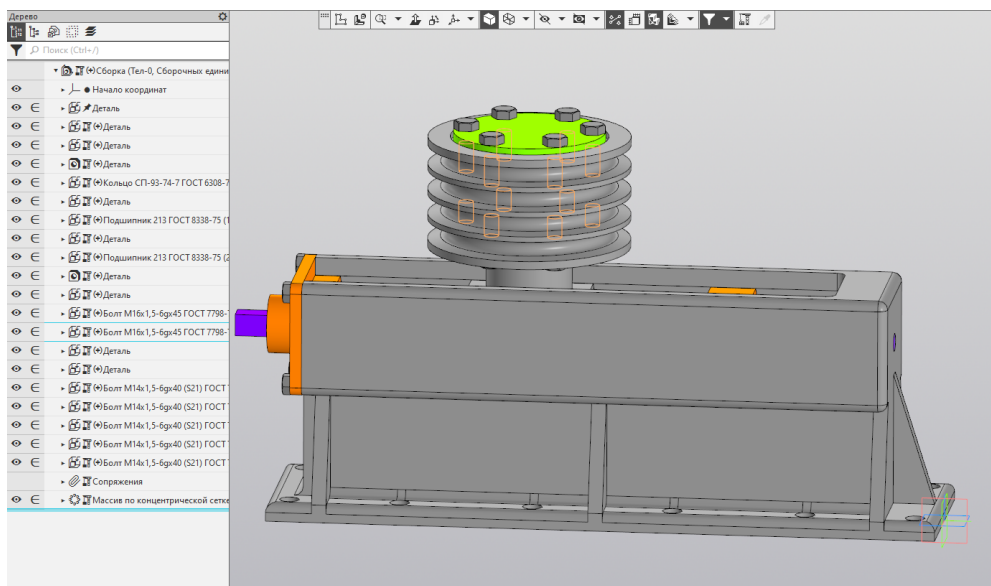 Дерево
Поиск (Ctrl+/)
(+)Сборка (Тел-0, Сборочных едини
Начало координат
Деталь
(+)Деталь
(+)Деталь
(+)Деталь
(+)Кольцо СП-93-74-7 ГОСТ 6308-7
(+)Деталь
(+)Подшипник 213 ГОСТ 8338-75 (1
(+)Деталь
(+)Подшипник 213 ГОСТ 8338-75 (2
(+)Деталь
(+)Деталь
(+)Болт М16х1,5-6gх45 ГОСТ 7798-
(+)Болт М16х1,5-6gх45 ГОСТ 7798-
(+)Деталь
(+)Деталь
(+)Болт М14х1,5-6gх40 (S21) ГОСТ
(+)Болт М14х1,5-6gх40 (S21) ГОСТ
(+)Болт М14х1,5-6gх40 (S21) ГОСТ
(+)Болт М14х1,5-6gх40 (S21) ГОСТ
(+)Болт М14х1,5-6gх40 (S21) ГОСТ
Сопряжения
Массив по концентрической сетке